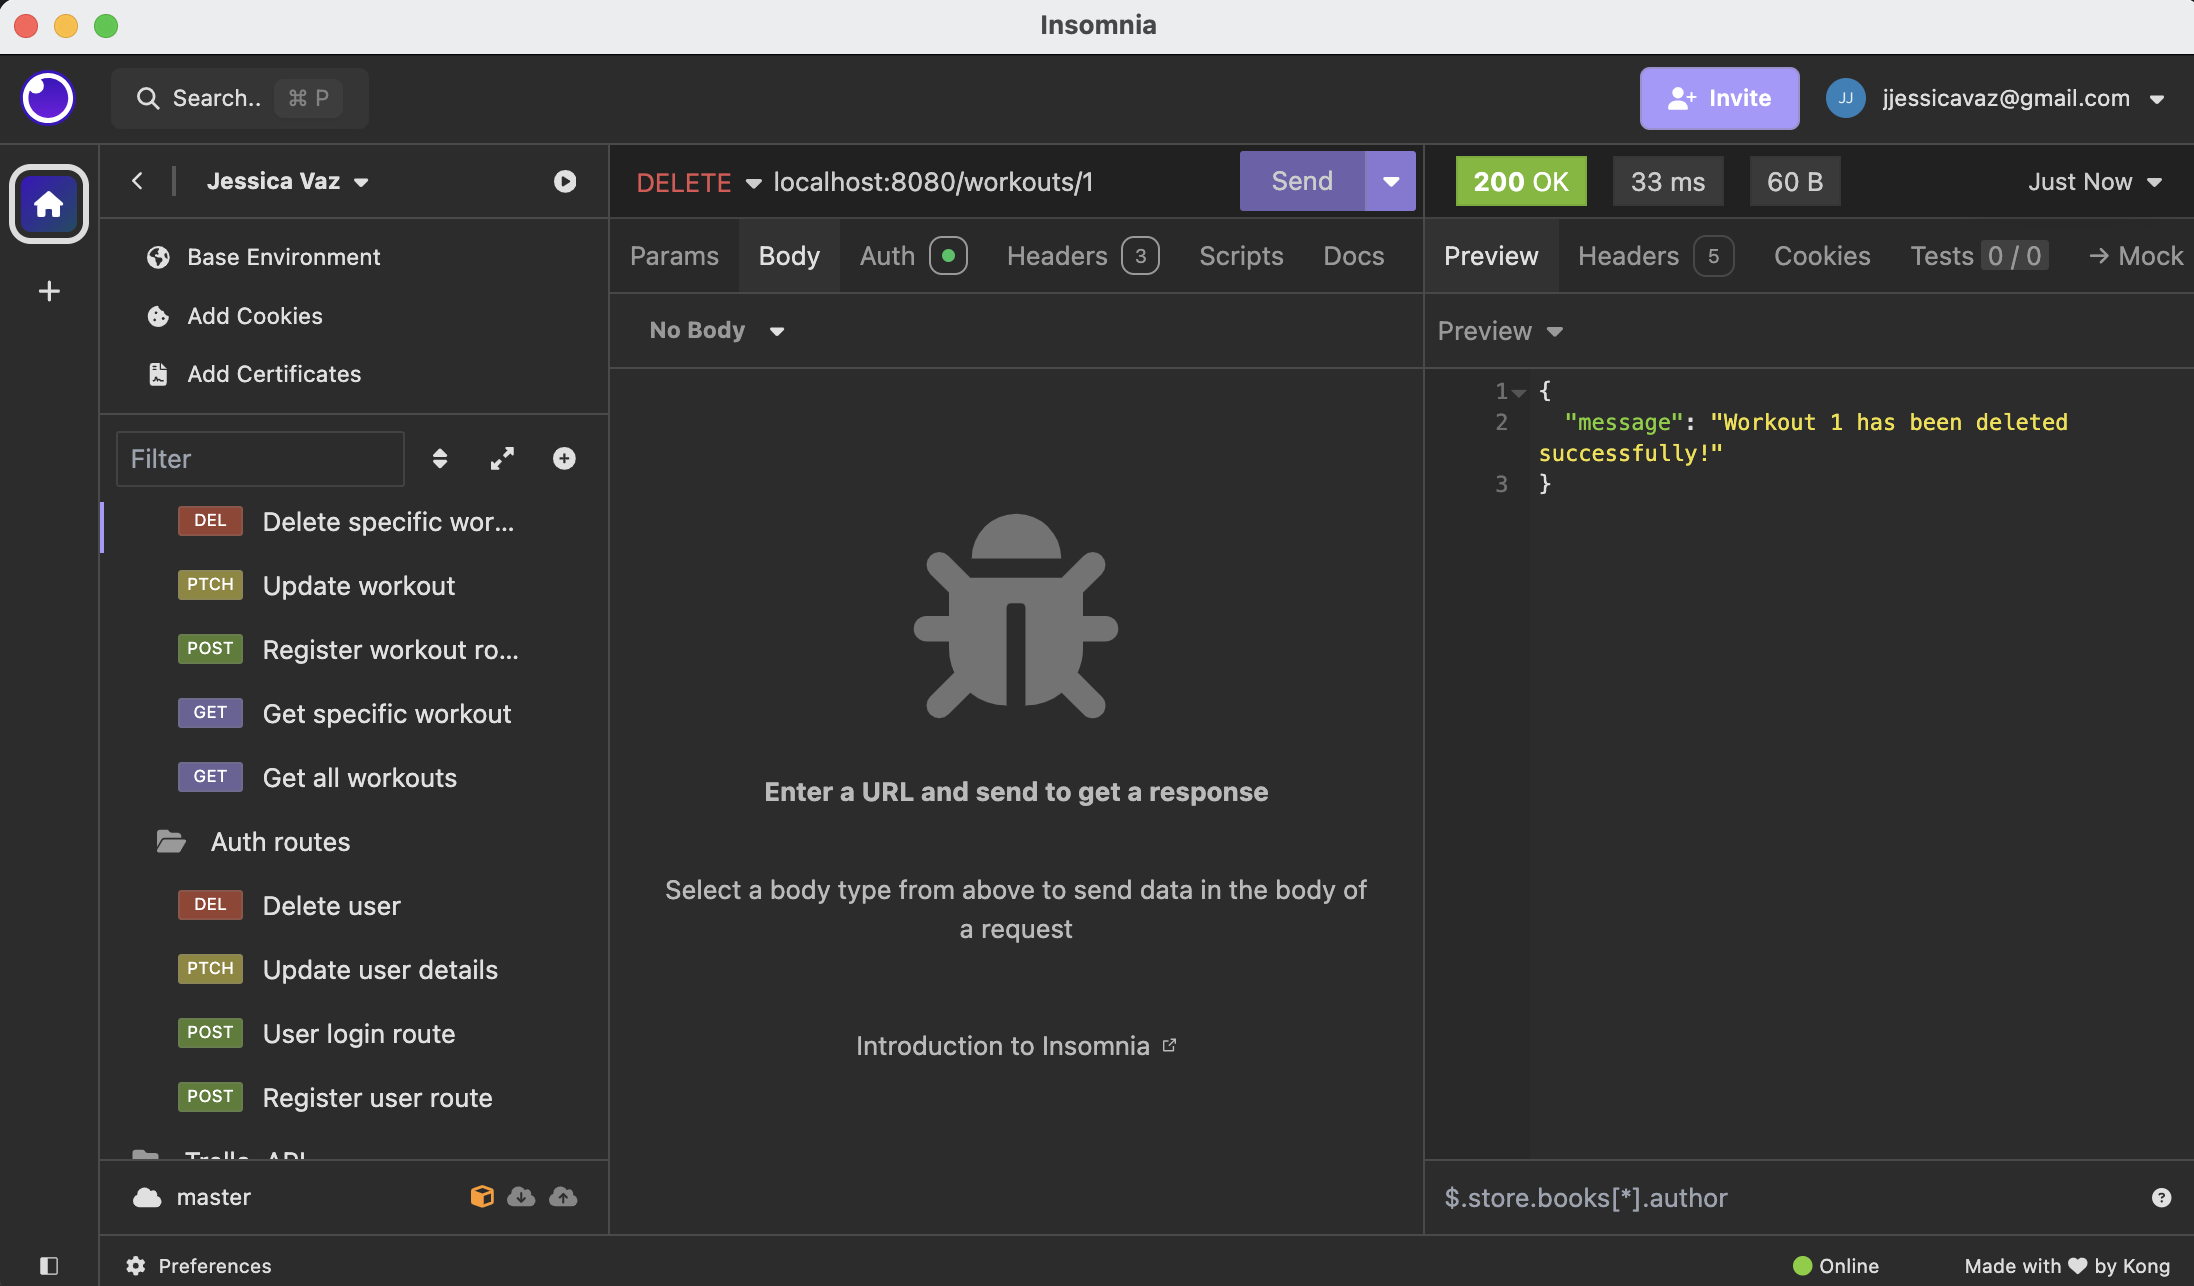 Insomnia
Search.. ⌘ P
Invite
JJ jjessicavaz@gmail.com
Jessica Vaz
Base Environment
Add Cookies
Add Certificates
Filter
DEL Delete specific wor...
PTCH Update workout
POST Register workout ro...
GET Get specific workout
GET Get all workouts
Auth routes
DEL Delete user
PTCH Update user details
POST User login route
POST Register user route
master
DELETE localhost:8080/workouts/1 Send
Params Body Auth Headers 3 Scripts Docs
No Body
Enter a URL and send to get a response
Select a body type from above to send data in the body of
a request
Introduction to Insomnia
200 OK 33 ms 60 B Just Now
Preview Headers 5 Cookies Tests 0 / 0 → Mock
Preview
1 {
2 "message": "Workout 1 has been deleted
successfully!"
3 }
$.store.books[*].author
Preferences
Online Made with ♥ by Kong